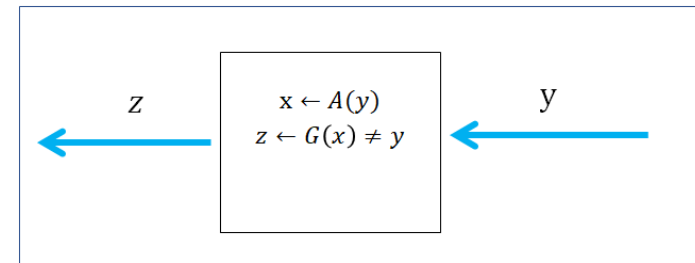 z
x ← A(y)
z ← G(x) ≠ y
y